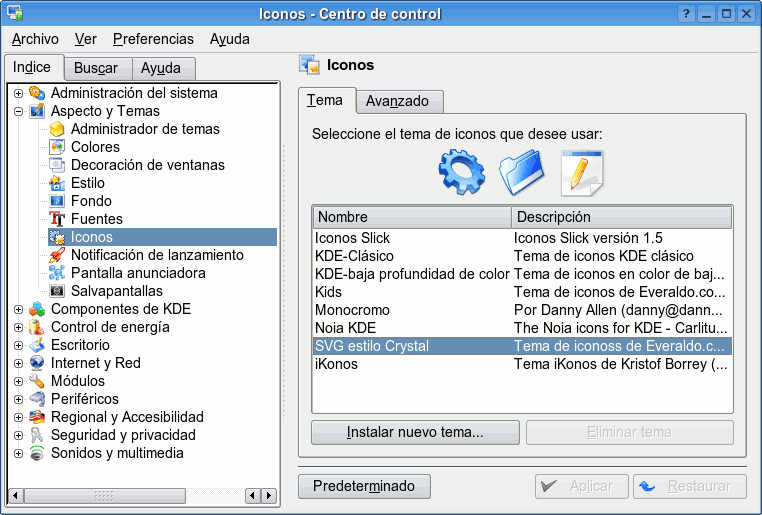 Iconos - Centro de control
Archivo Ver Preferencias Ayuda
Indice Buscar Ayuda
Administración del sistema
Aspecto y Temas
Administrador de temas
Colores
Decoración de ventanas
Estilo
Fondo
Fuentes
Iconos
Notificación de lanzamiento
Pantalla anunciadora
Salvapantallas
Componentes de KDE
Control de energía
Escritorio
Internet y Red
Módulos
Periféricos
Regional y Accesibilidad
Seguridad y privacidad
Sonidos y multimedia
Iconos
Tema Avanzado
Seleccione el tema de iconos que desee usar:
Nombre Descripción
Iconos Slick Iconos Slick versión 1.5
KDE-Clásico Tema de iconos KDE clásico
KDE-baja profundidad de color Tema de iconos en color de baj...
Kids Tema de iconos de Everaldo.co...
Monocromo Por Danny Allen (danny@dann...
Noia KDE The Noia icons for KDE - Carlitu...
SVG estilo Crystal Tema de iconoss de Everaldo.c...
iKonos Tema iKonos de Kristof Borrey (...
Instalar nuevo tema... Eliminar tema
Predeterminado Aplicar Restaurar